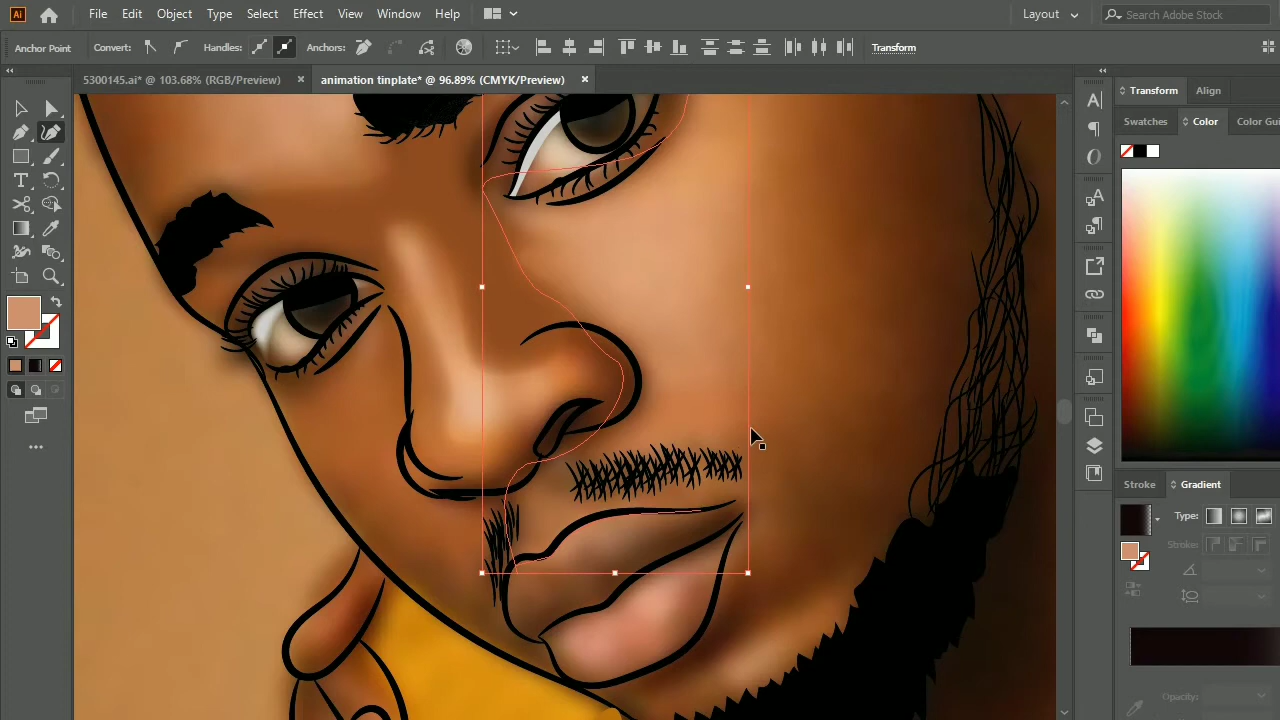 Ai File Edit Object Type Select Effect View Window Help Layout Search Adobe Stock
Anchor Point Convert: Handles: Anchors: Transform
5300145.ai* @ 103.68% (RGB/Preview) × animation tinplate* @ 96.89% (CMYK/Preview) ×
Transform Align
Swatches Color Color Gui
Stroke Gradient
Type:
Stroke:
Opacity: